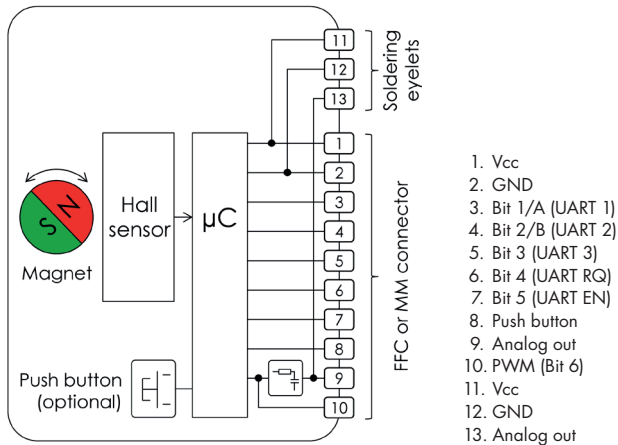 11
12
13
Soldering
eyelets
1
2
3
4
5
6
7
8
9
10
FFC or MM connector
S N
Magnet
Hall
sensor
µC
Push button
(optional)
1. Vcc
2. GND
3. Bit 1/A (UART 1)
4. Bit 2/B (UART 2)
5. Bit 3 (UART 3)
6. Bit 4 (UART RQ)
7. Bit 5 (UART EN)
8. Push button
9. Analog out
10. PWM (Bit 6)
11. Vcc
12. GND
13. Analog out